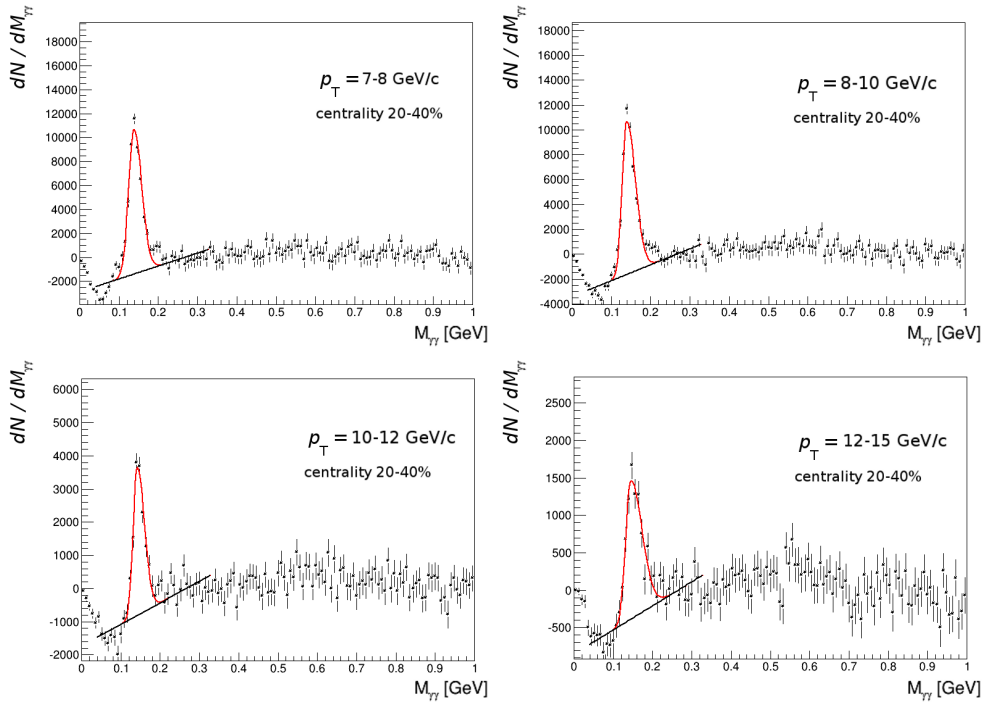 dN / dMγγ
18000
16000
14000
12000
10000
8000
6000
4000
2000
0
−2000
pT = 7-8 GeV/c
centrality 20-40%
0 0.1 0.2 0.3 0.4 0.5 0.6 0.7 0.8 0.9 1
Mγγ [GeV]
dN / dMγγ
18000
16000
14000
12000
10000
8000
6000
4000
2000
0
−2000
−4000
pT = 8-10 GeV/c
centrality 20-40%
0 0.1 0.2 0.3 0.4 0.5 0.6 0.7 0.8 0.9 1
Mγγ [GeV]
dN / dMγγ
6000
5000
4000
3000
2000
1000
0
−1000
−2000
pT = 10-12 GeV/c
centrality 20-40%
0 0.1 0.2 0.3 0.4 0.5 0.6 0.7 0.8 0.9 1
Mγγ [GeV]
dN / dMγγ
2500
2000
1500
1000
500
0
−500
pT = 12-15 GeV/c
centrality 20-40%
0 0.1 0.2 0.3 0.4 0.5 0.6 0.7 0.8 0.9 1
Mγγ [GeV]